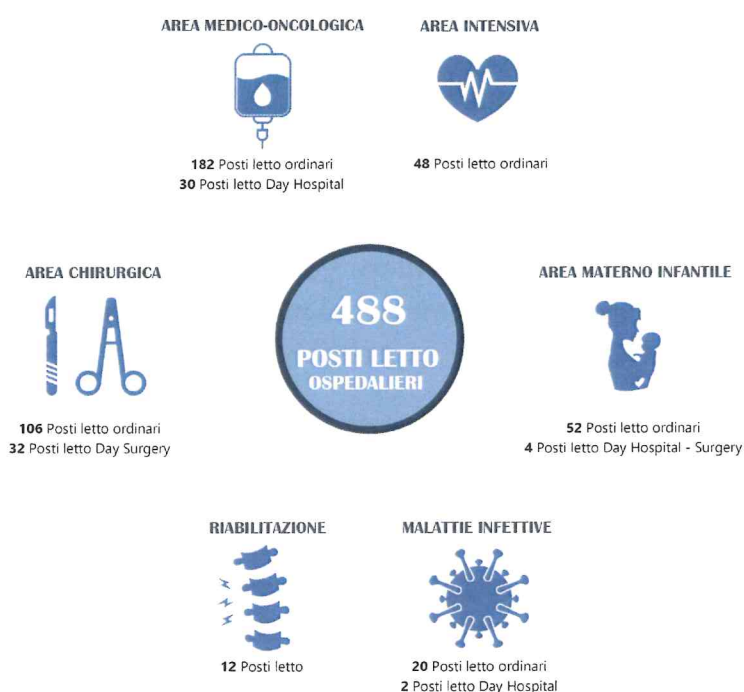 AREA MEDICO-ONCOLOGICA
182 Posti letto ordinari
30 Posti letto Day Hospital
AREA INTENSIVA
48 Posti letto ordinari
AREA CHIRURGICA
106 Posti letto ordinari
32 Posti letto Day Surgery
488
POSTI LETTO
OSPEDALIERI
AREA MATERNO INFANTILE
52 Posti letto ordinari
4 Posti letto Day Hospital - Surgery
RIABILITAZIONE
12 Posti letto
MALATTIE INFETTIVE
20 Posti letto ordinari
2 Posti letto Day Hospital